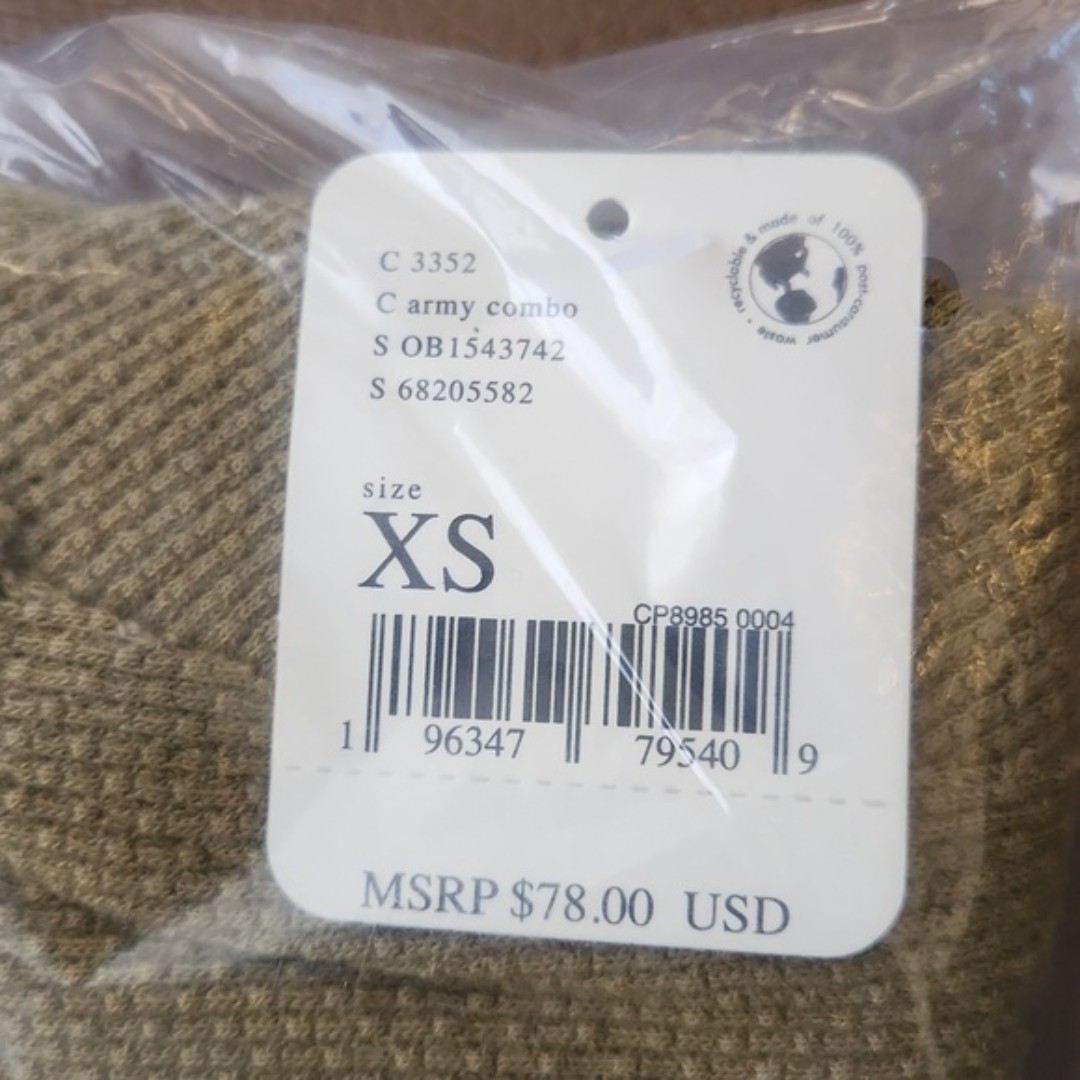 C 3352
C army combo
S OB1543742
S 68205582
recyclable & made of 100% post-consumer waste •
size
XS
CP8985 0004
1 96347 79540 9
MSRP $78.00 USD